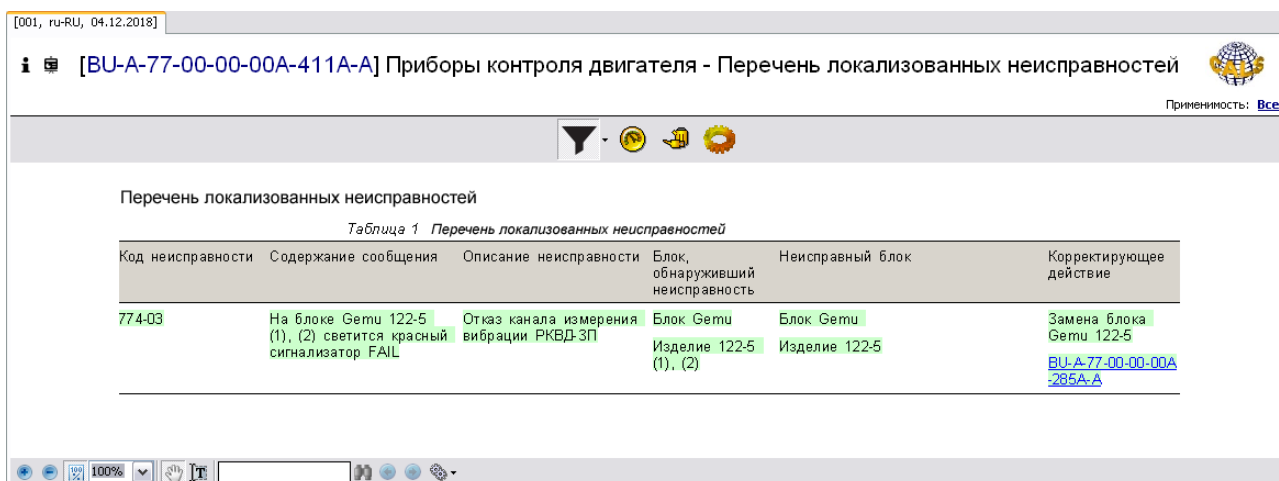 [001, ru-RU, 04.12.2018]
[BU-A-77-00-00-00A-411A-A] Приборы контроля двигателя - Перечень локализованных неисправностей
CALS
Применимость: Все
Перечень локализованных неисправностей
Таблица 1 Перечень локализованных неисправностей
Код неисправности
Содержание сообщения
Описание неисправности
Блок,
обнаруживший
неисправность
Неисправный блок
Корректирующее
действие
774-03
На блоке Gemu 122-5
(1), (2) светится красный
сигнализатор FAIL
Отказ канала измерения
вибрации РКВД-ЗП
Блок Gemu
Изделие 122-5
(1), (2)
Блок Gemu
Изделие 122-5
Замена блока
Gemu 122-5
BU-A-77-00-00-00A
-285A-A
100%